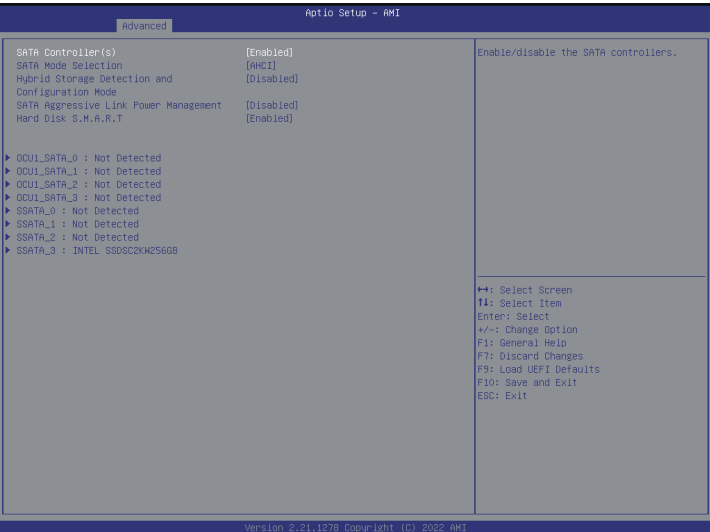 Aptio Setup – AMI
Advanced
SATA Controller(s) [Enabled]
SATA Mode Selection [AHCI]
Hybrid Storage Detection and [Disabled]
Configuration Mode
SATA Aggressive Link Power Management [Disabled]
Hard Disk S.M.A.R.T [Enabled]
OCU1_SATA_0 : Not Detected
OCU1_SATA_1 : Not Detected
OCU1_SATA_2 : Not Detected
OCU1_SATA_3 : Not Detected
SSATA_0 : Not Detected
SSATA_1 : Not Detected
SSATA_2 : Not Detected
SSATA_3 : INTEL SSDSC2KW256G8
Enable/disable the SATA controllers.
↔: Select Screen
↑↓: Select Item
Enter: Select
+/-: Change Option
F1: General Help
F7: Discard Changes
F9: Load UEFI Defaults
F10: Save and Exit
ESC: Exit
Version 2.21.1278 Copyright (C) 2022 AMI